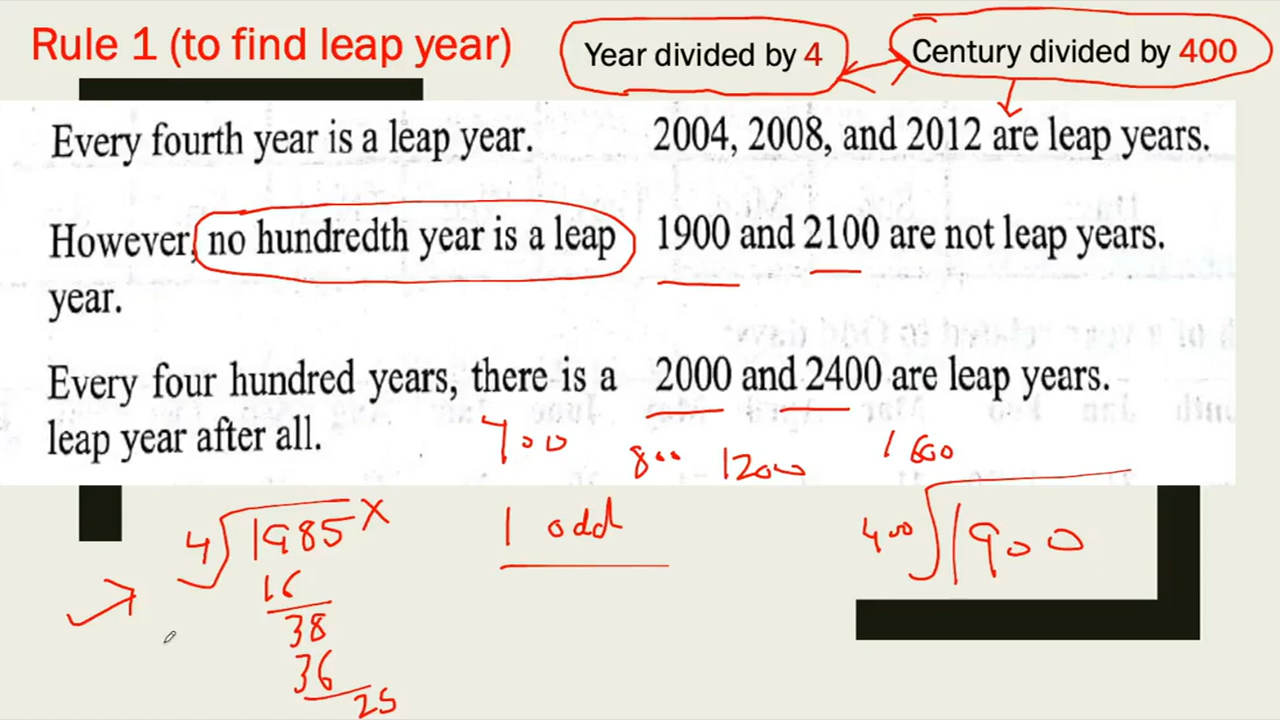 Rule 1 (to find leap year)
Year divided by 4
Century divided by 400
Every fourth year is a leap year.
2004, 2008, and 2012 are leap years.
However, no hundredth year is a leap
year.
1900 and 2100 are not leap years.
Every four hundred years, there is a
leap year after all.
2000 and 2400 are leap years.
400
800
1200
1600
4 1985 x
16
38
36
25
1 odd
400 1900